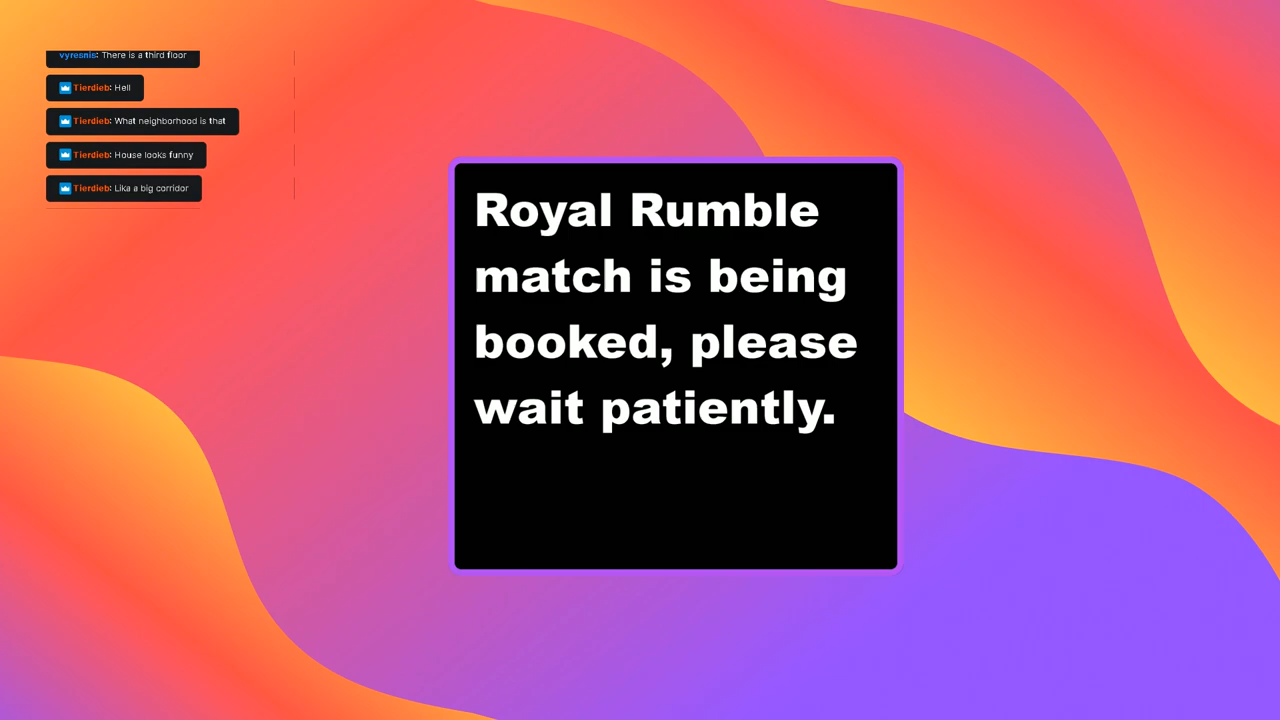 vyresnis: There is a third floor
Tierdieb: Hell
Tierdieb: What neighborhood is that
Tierdieb: House looks funny
Tierdieb: Lika a big corridor
Royal Rumble
match is being
booked, please
wait patiently.